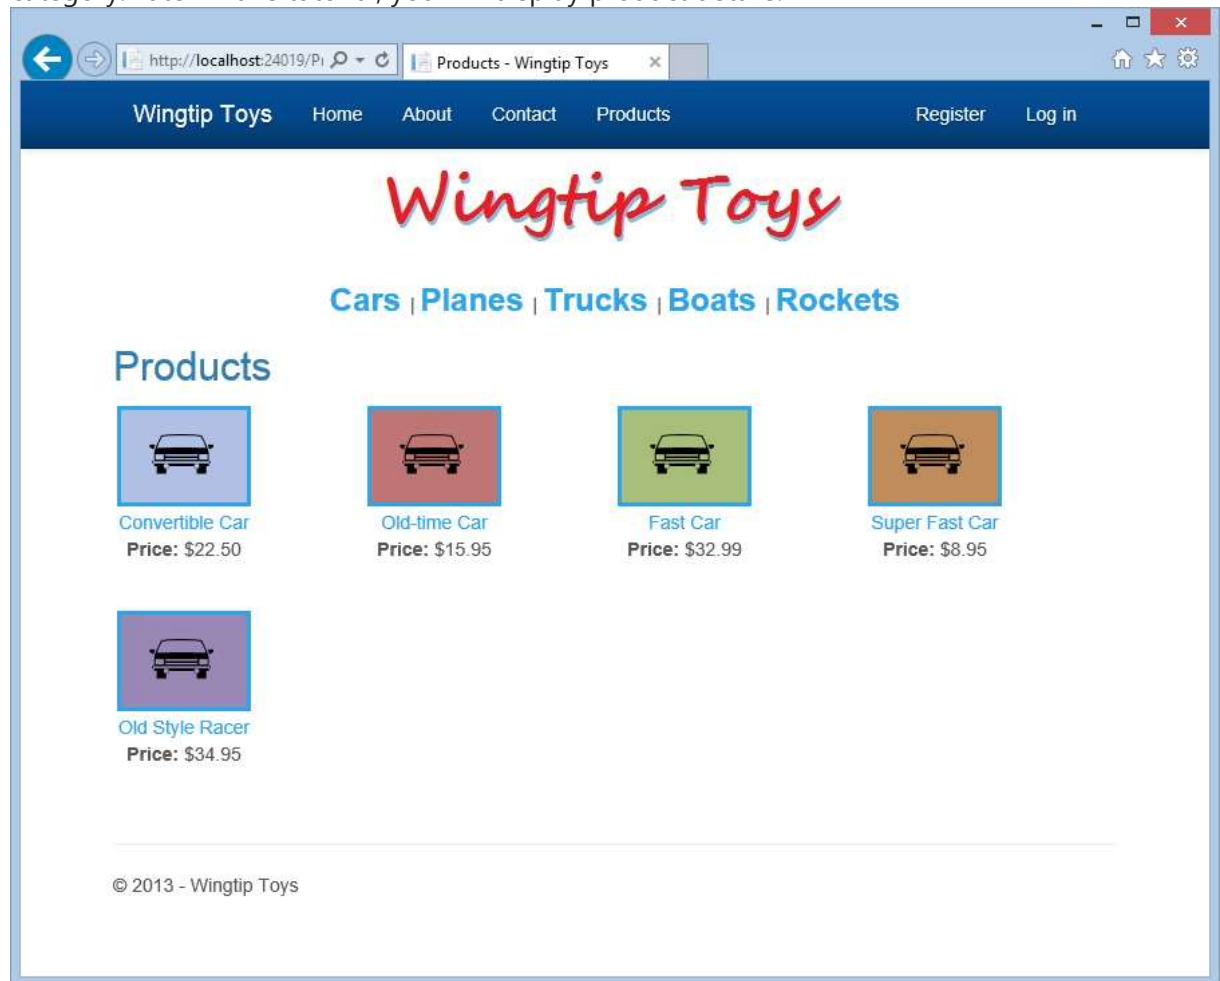 http://localhost:24019/Pr
Products - Wingtip Toys
Wingtip Toys Home About Contact Products Register Log in
Wingtip Toys
Cars | Planes | Trucks | Boats | Rockets
Products
Convertible Car Old-time Car Fast Car Super Fast Car
Price: $22.50 Price: $15.95 Price: $32.99 Price: $8.95
Old Style Racer
Price: $34.95
© 2013 - Wingtip Toys